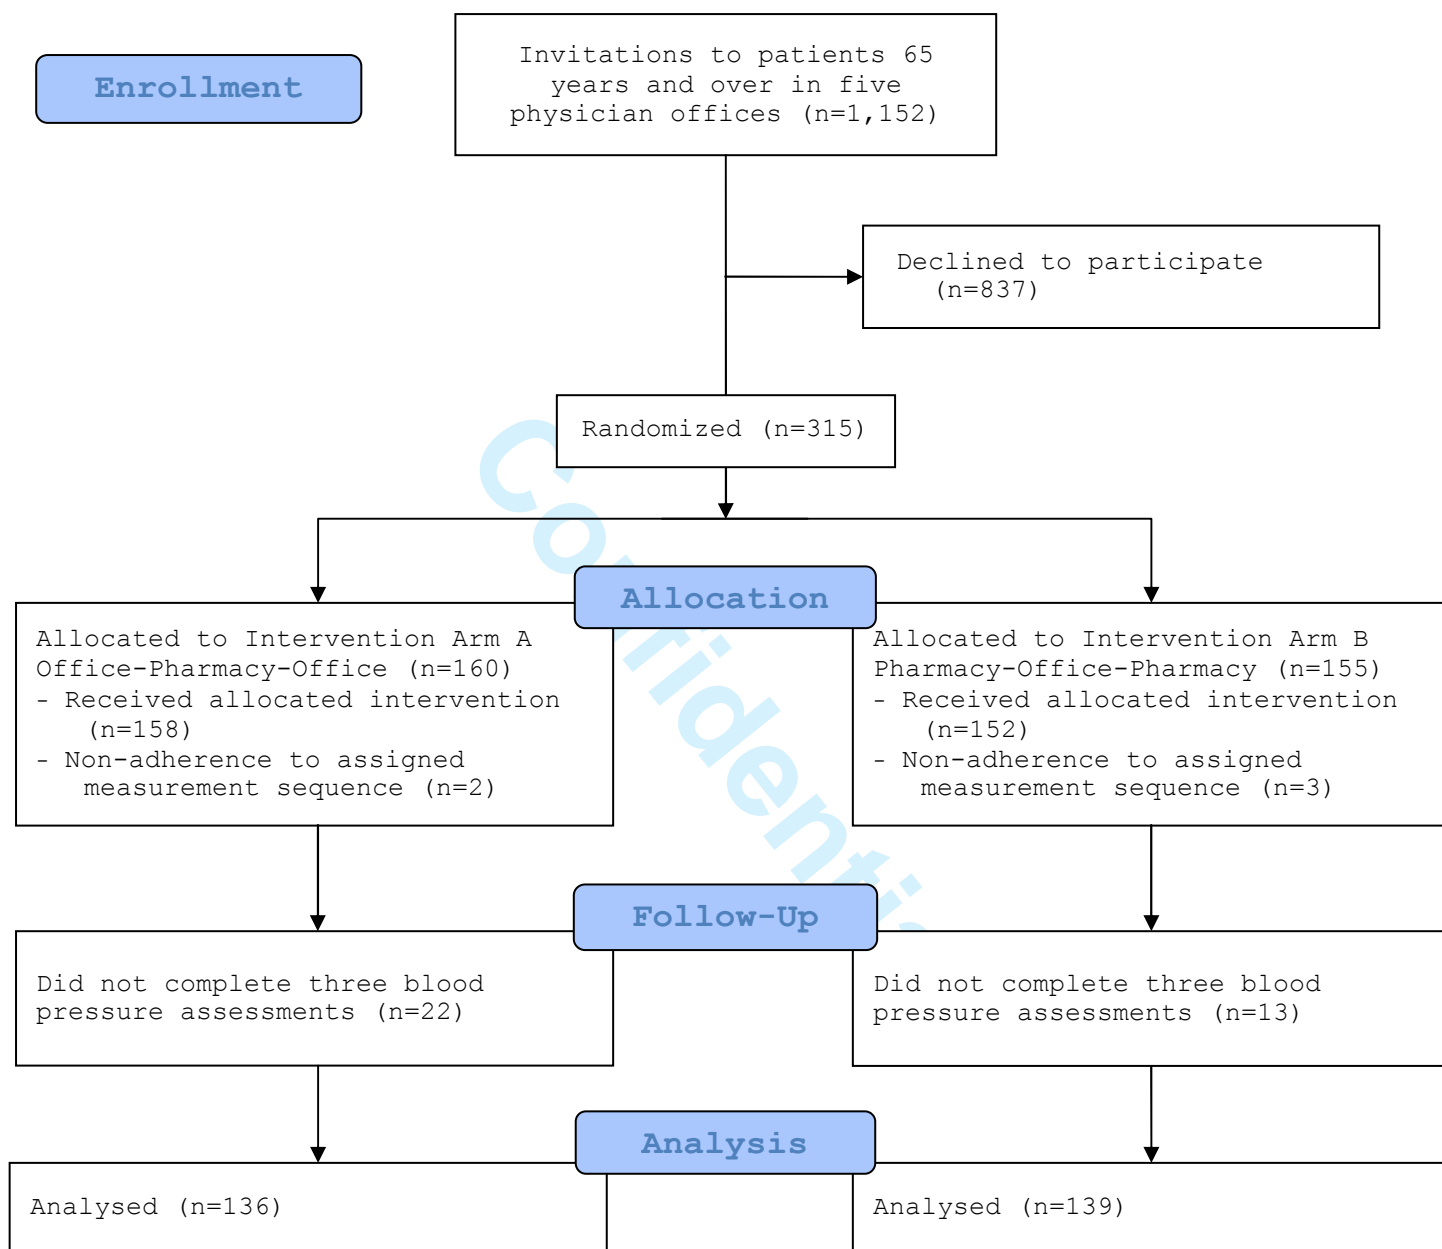 Enrollment
Invitations to patients 65
years and over in five
physician offices (n=1,152)
Declined to participate
(n=837)
Randomized (n=315)
Allocation
Allocated to Intervention Arm A
Office-Pharmacy-Office (n=160)
- Received allocated intervention
(n=158)
- Non-adherence to assigned
measurement sequence (n=2)
Allocated to Intervention Arm B
Pharmacy-Office-Pharmacy (n=155)
- Received allocated intervention
(n=152)
- Non-adherence to assigned
measurement sequence (n=3)
Follow-Up
Did not complete three blood
pressure assessments (n=22)
Did not complete three blood
pressure assessments (n=13)
Analysis
Analysed (n=136)
Analysed (n=139)